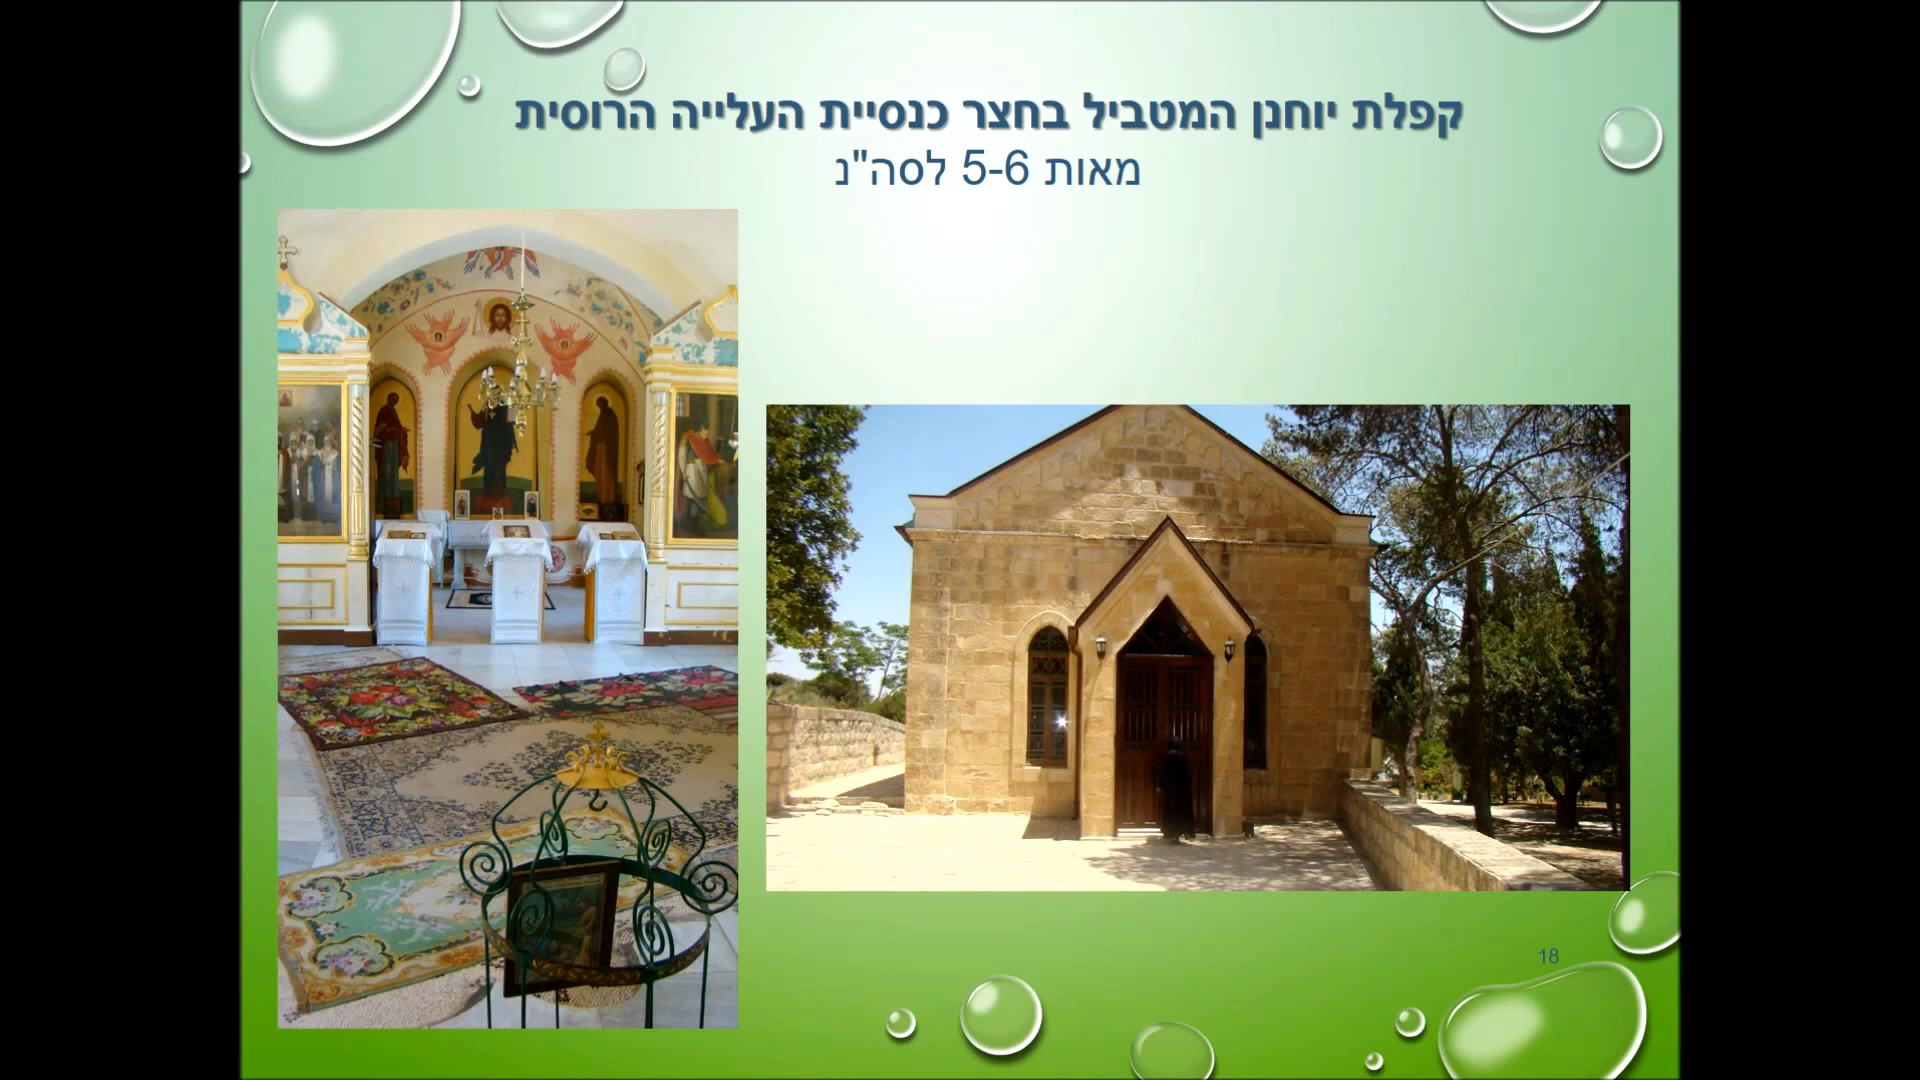 קפלת יוחנן המטביל בחצר כנסיית העלייה הרוסית
מאות 5-6 לסה"נ
18